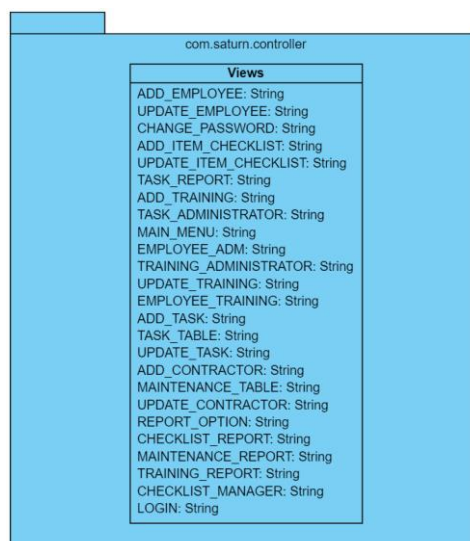 com.saturn.controller
Views
ADD_EMPLOYEE: String
UPDATE_EMPLOYEE: String
CHANGE_PASSWORD: String
ADD_ITEM_CHECKLIST: String
UPDATE_ITEM_CHECKLIST: String
TASK_REPORT: String
ADD_TRAINING: String
TASK_ADMINISTRATOR: String
MAIN_MENU: String
EMPLOYEE_ADM: String
TRAINING_ADMINISTRATOR: String
UPDATE_TRAINING: String
EMPLOYEE_TRAINING: String
ADD_TASK: String
TASK_TABLE: String
UPDATE_TASK: String
ADD_CONTRACTOR: String
MAINTENANCE_TABLE: String
UPDATE_CONTRACTOR: String
REPORT_OPTION: String
CHECKLIST_REPORT: String
MAINTENANCE_REPORT: String
TRAINING_REPORT: String
CHECKLIST_MANAGER: String
LOGIN: String